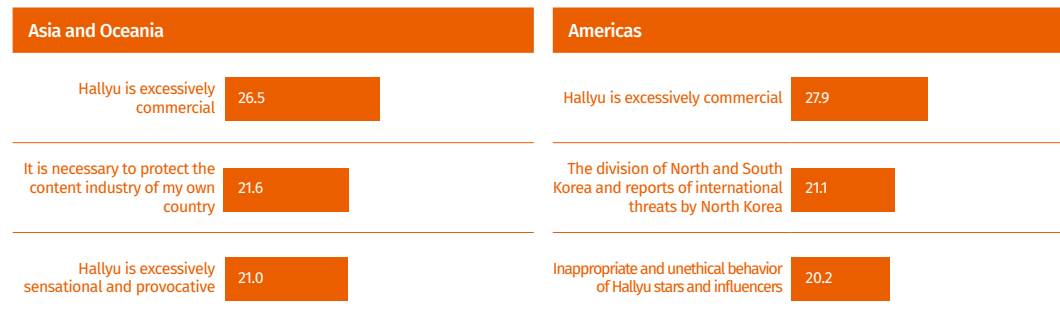 Asia and Oceania
Hallyu is excessively
commercial
26.5
It is necessary to protect the
content industry of my own
country
21.6
Hallyu is excessively
sensational and provocative
21.0
Americas
Hallyu is excessively commercial
27.9
The division of North and South
Korea and reports of international
threats by North Korea
21.1
Inappropriate and unethical behavior
of Hallyu stars and influencers
20.2